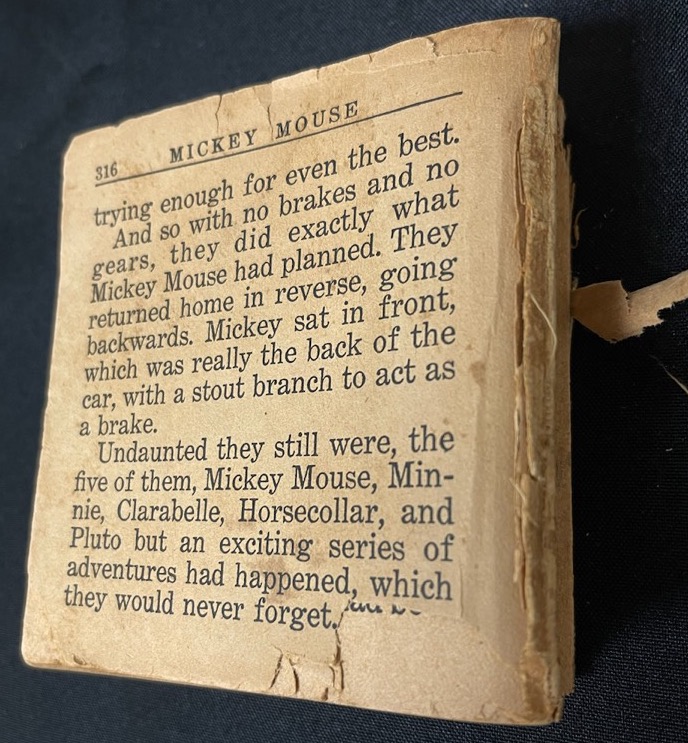 316 MICKEY MOUSE
trying enough for even the best.
And so with no brakes and no
gears, they did exactly what
Mickey Mouse had planned. They
returned home in reverse, going
backwards. Mickey sat in front,
which was really the back of the
car, with a stout branch to act as
a brake.
Undaunted they still were, the
five of them, Mickey Mouse, Min-
nie, Clarabelle, Horsecollar, and
Pluto but an exciting series of
adventures had happened, which
they would never forget.